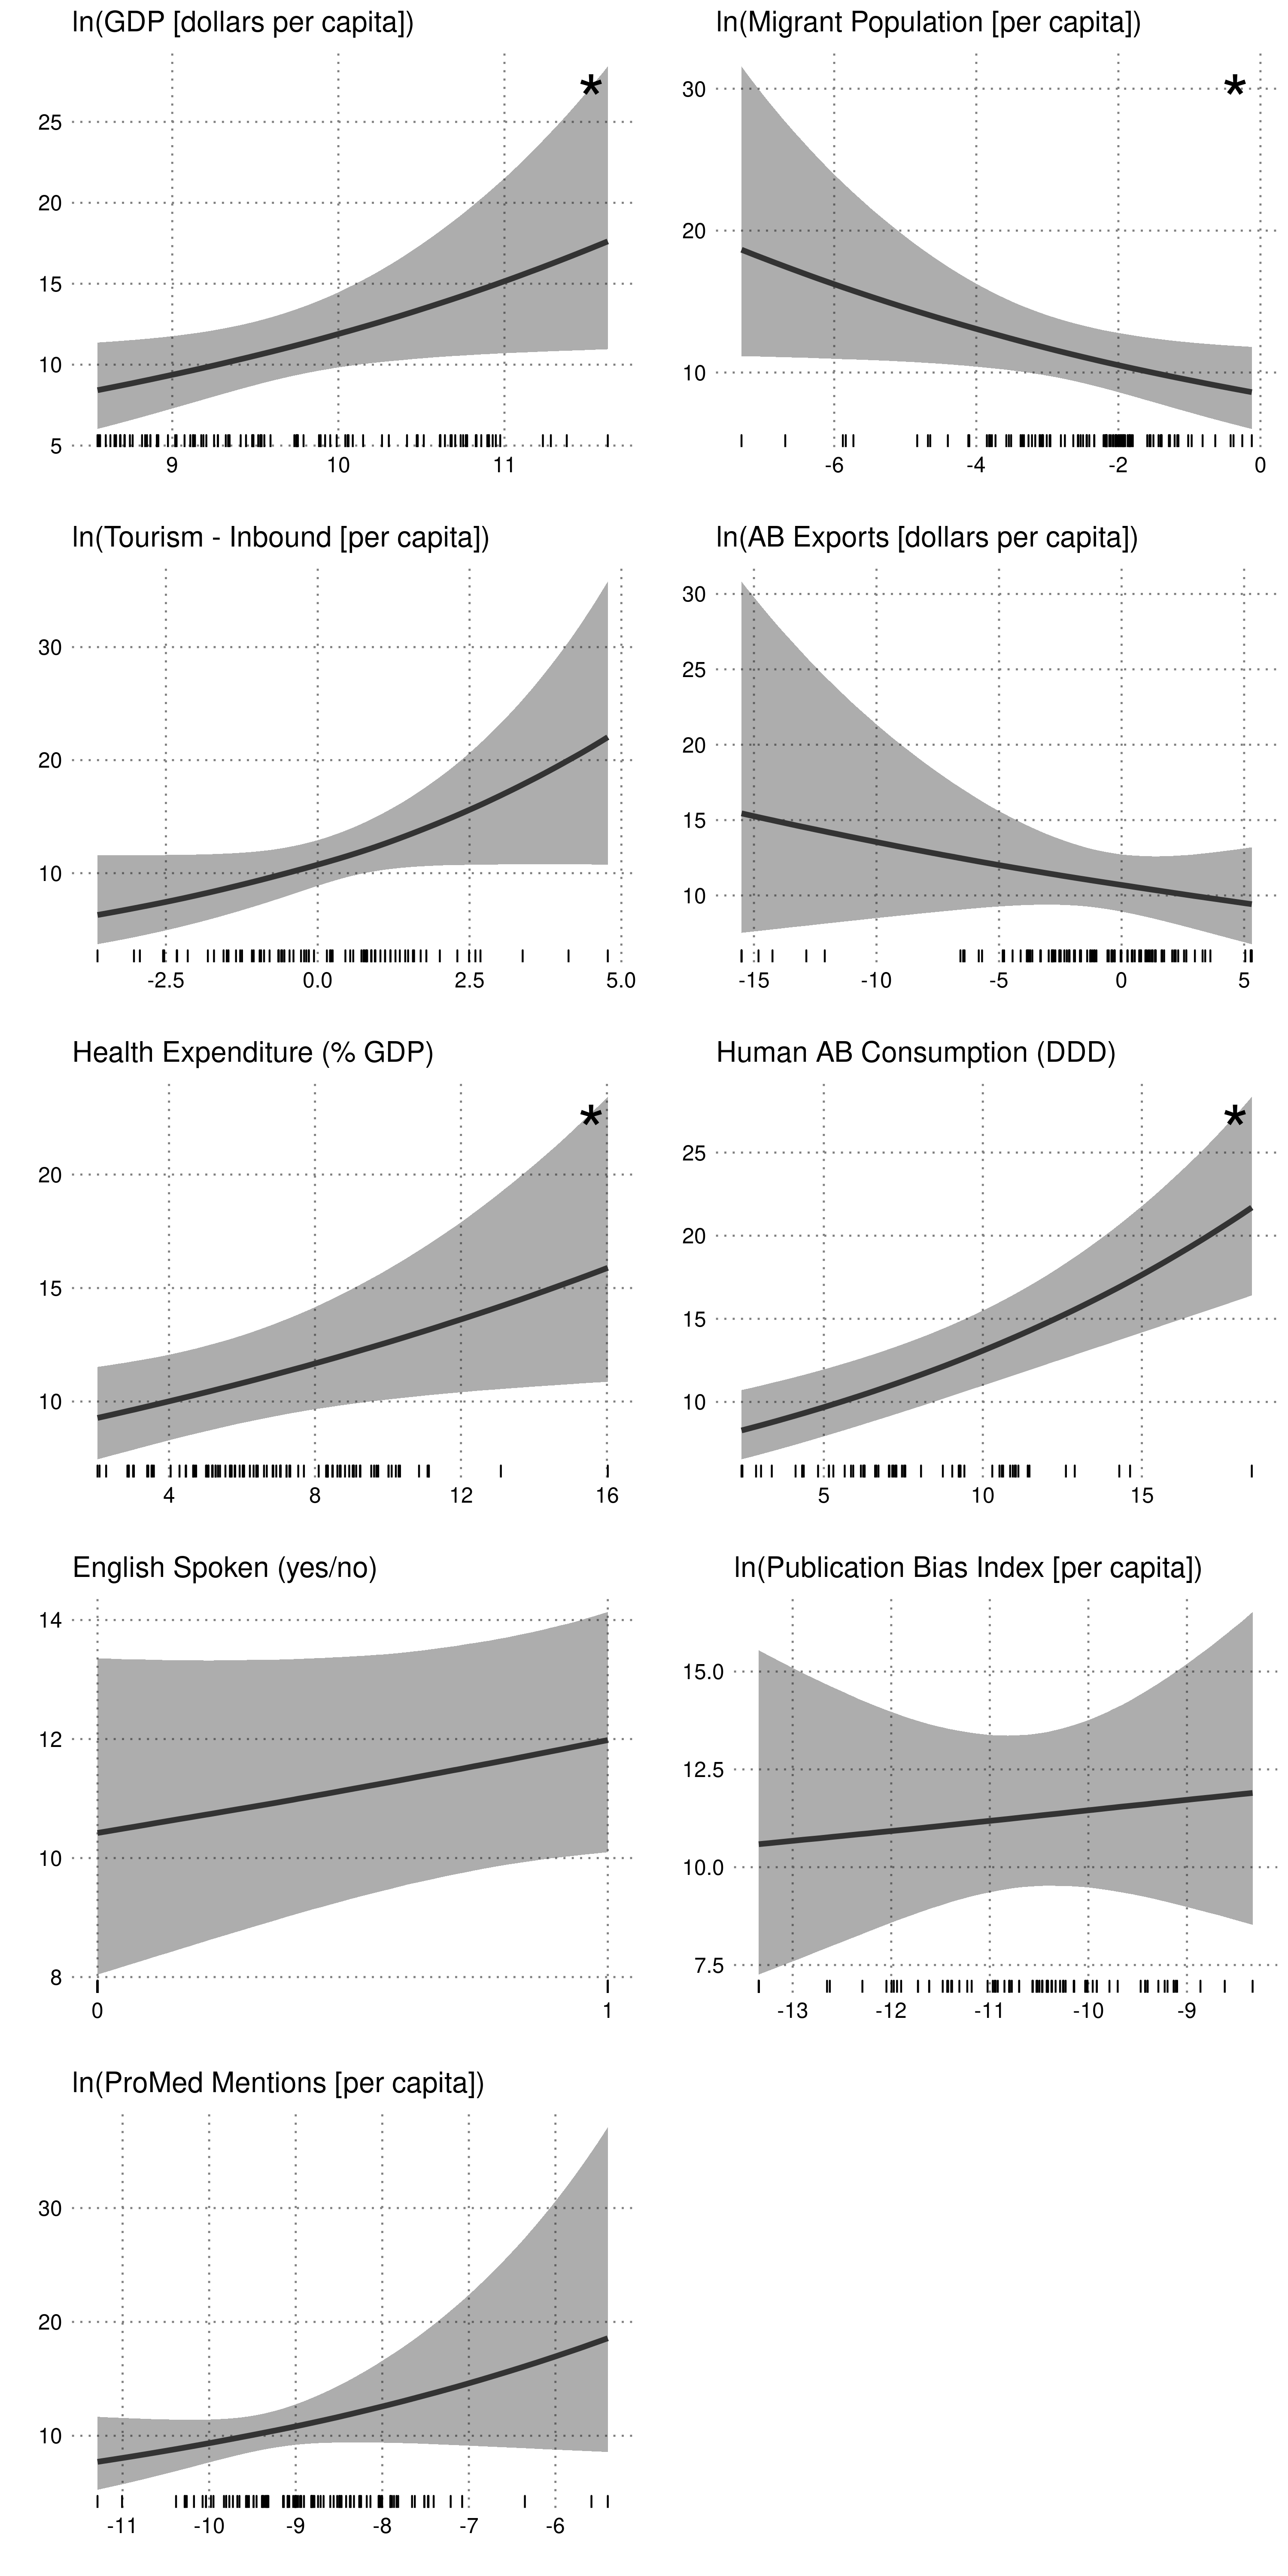 ln(GDP [dollars per capita])
*
25
20
15
10
5
9 10 11
ln(Migrant Population [per capita])
*
30
20
10
-6 -4 -2 0
ln(Tourism - Inbound [per capita])
30
20
10
-2.5 0.0 2.5 5.0
ln(AB Exports [dollars per capita])
30
25
20
15
10
-15 -10 -5 0 5
Health Expenditure (% GDP)
*
20
15
10
4 8 12 16
Human AB Consumption (DDD)
*
25
20
15
10
5 10 15
English Spoken (yes/no)
14
12
10
8
0 1
ln(Publication Bias Index [per capita])
15.0
12.5
10.0
7.5
-13 -12 -11 -10 -9
ln(ProMed Mentions [per capita])
30
20
10
-11 -10 -9 -8 -7 -6